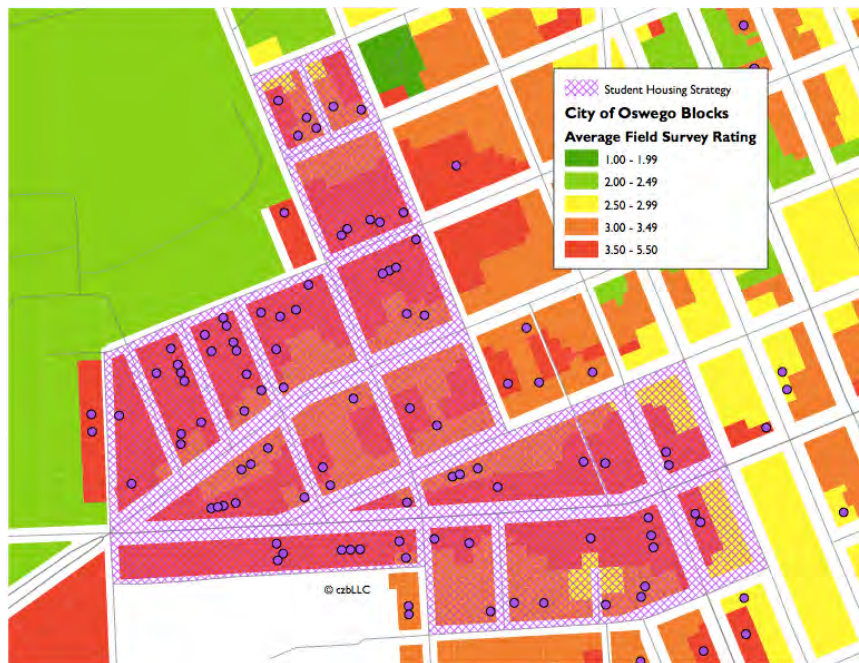 Student Housing Strategy
City of Oswego Blocks
Average Field Survey Rating
1.00 - 1.99
2.00 - 2.49
2.50 - 2.99
3.00 - 3.49
3.50 - 5.50
© czbLLC